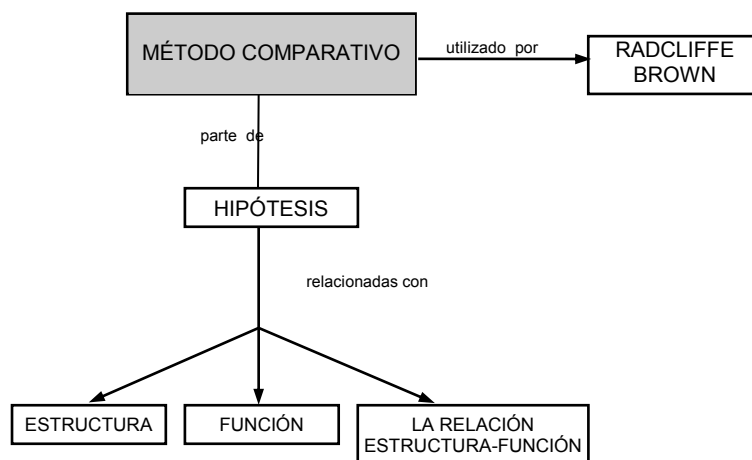 MÉTODO COMPARATIVO
utilizado por
RADCLIFFE
BROWN
parte de
HIPÓTESIS
relacionadas con
ESTRUCTURA
FUNCIÓN
LA RELACIÓN
ESTRUCTURA-FUNCIÓN